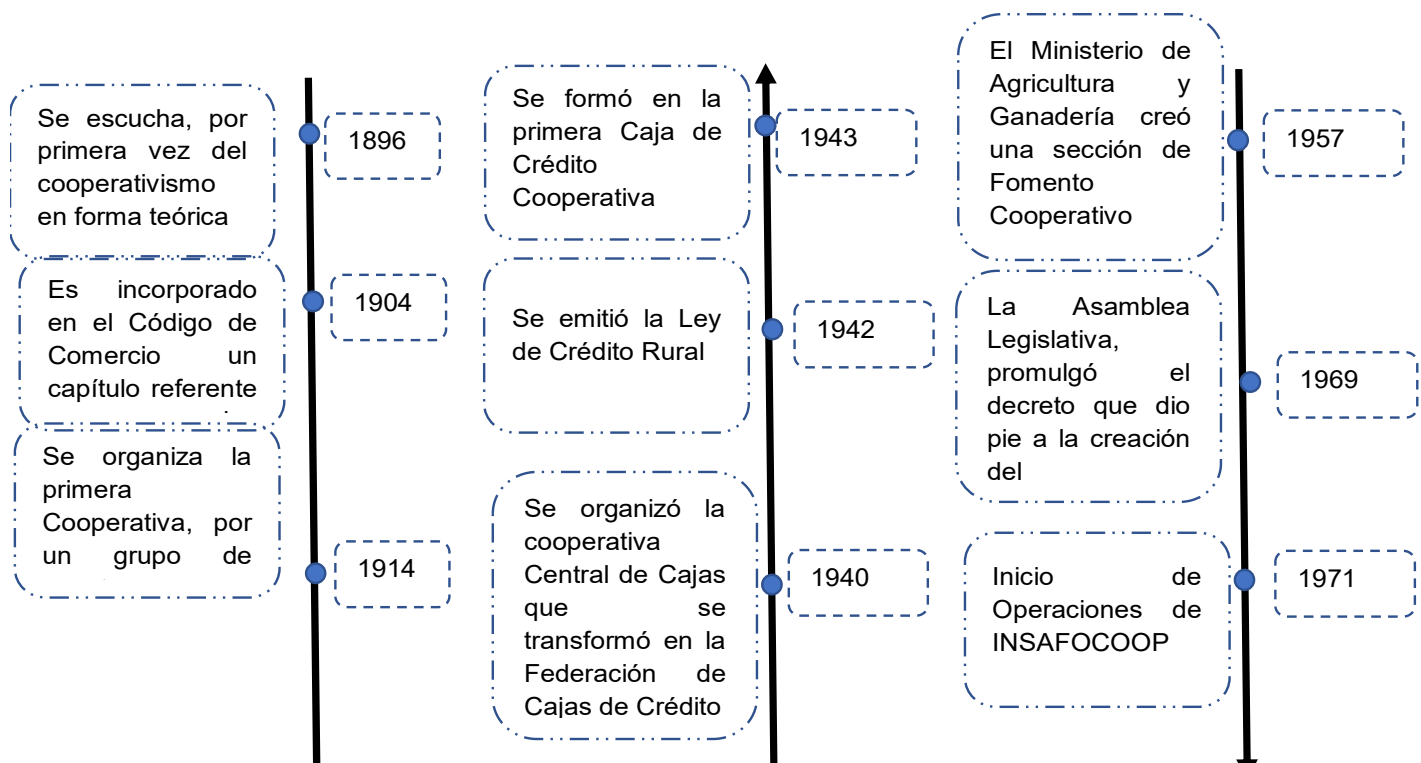 Se escucha, por
primera vez del
cooperativismo
en forma teórica
1896
Es incorporado
en el Código de
Comercio un
capítulo referente
1904
Se organiza la
primera
Cooperativa, por
un grupo de
1914
Se formó en la
primera Caja de
Crédito
Cooperativa
1943
Se emitió la Ley
de Crédito Rural
1942
Se organizó la
cooperativa
Central de Cajas
que se
transformó en la
Federación de
Cajas de Crédito
1940
El Ministerio de
Agricultura y
Ganadería creó
una sección de
Fomento
Cooperativo
1957
La Asamblea
Legislativa,
promulgó el
decreto que dio
pie a la creación
del
1969
Inicio de
Operaciones de
INSAFOCOOP
1971